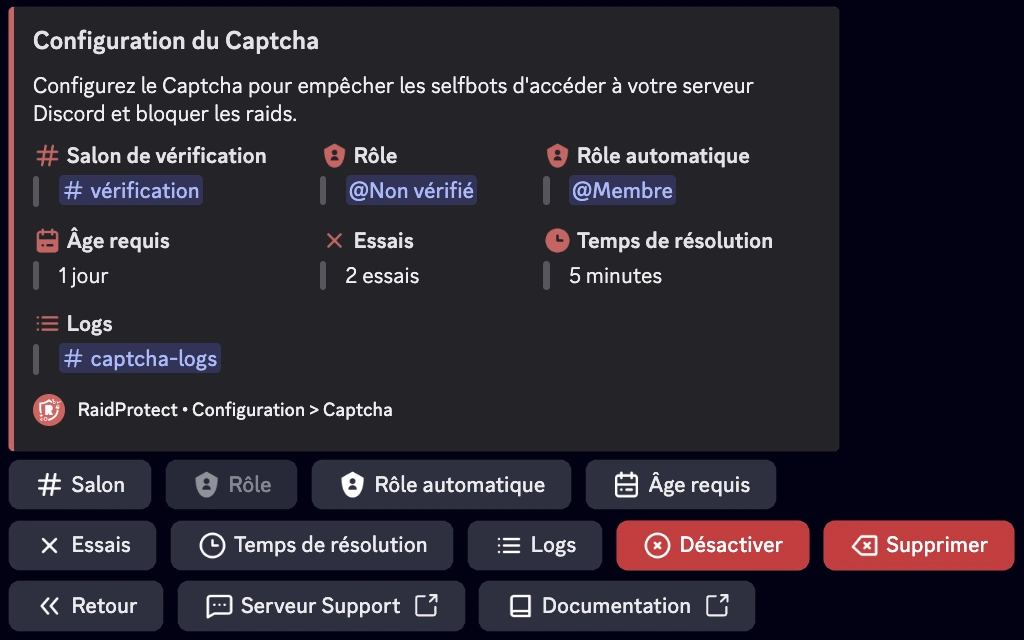 Configuration du Captcha
Configurez le Captcha pour empêcher les selfbots d'accéder à votre serveur
Discord et bloquer les raids.
Salon de vérification Rôle Rôle automatique
# vérification @Non vérifié @Membre
Âge requis Essais Temps de résolution
1 jour 2 essais 5 minutes
Logs
# captcha-logs
RaidProtect • Configuration > Captcha
Salon Rôle Rôle automatique Âge requis
Essais Temps de résolution Logs Désactiver Supprimer
Retour Serveur Support Documentation